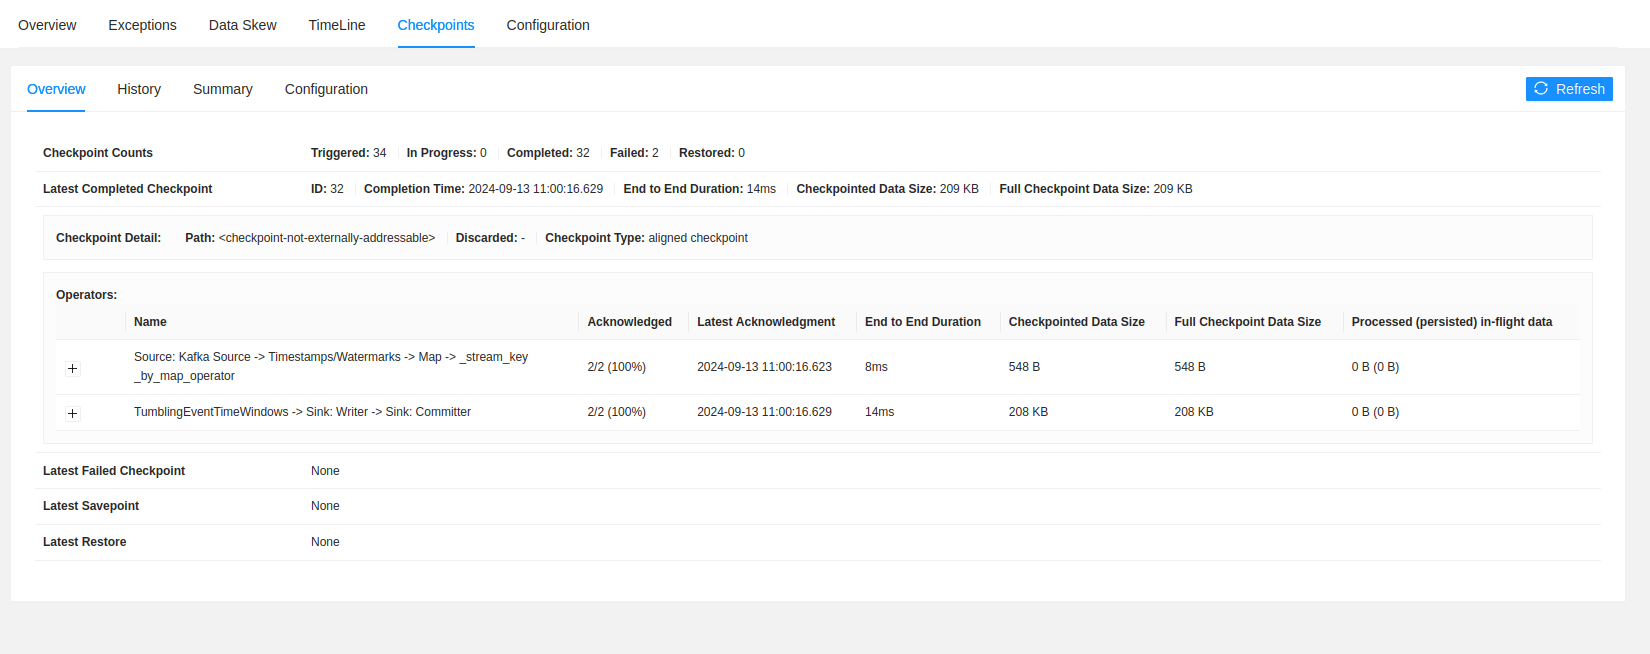 Overview Exceptions Data Skew TimeLine Checkpoints Configuration
Overview History Summary Configuration Refresh
Checkpoint Counts Triggered: 34 In Progress: 0 Completed: 32 Failed: 2 Restored: 0
Latest Completed Checkpoint ID: 32 Completion Time: 2024-09-13 11:00:16.629 End to End Duration: 14ms Checkpointed Data Size: 209 KB Full Checkpoint Data Size: 209 KB
Checkpoint Detail: Path: <checkpoint-not-externally-addressable> Discarded: - Checkpoint Type: aligned checkpoint
Operators:
Name Acknowledged Latest Acknowledgment End to End Duration Checkpointed Data Size Full Checkpoint Data Size Processed (persisted) in-flight data
Source: Kafka Source -> Timestamps/Watermarks -> Map -> _stream_key
_by_map_operator
2/2 (100%) 2024-09-13 11:00:16.623 8ms 548 B 548 B 0 B (0 B)
TumblingEventTimeWindows -> Sink: Writer -> Sink: Committer 2/2 (100%) 2024-09-13 11:00:16.629 14ms 208 KB 208 KB 0 B (0 B)
Latest Failed Checkpoint None
Latest Savepoint None
Latest Restore None